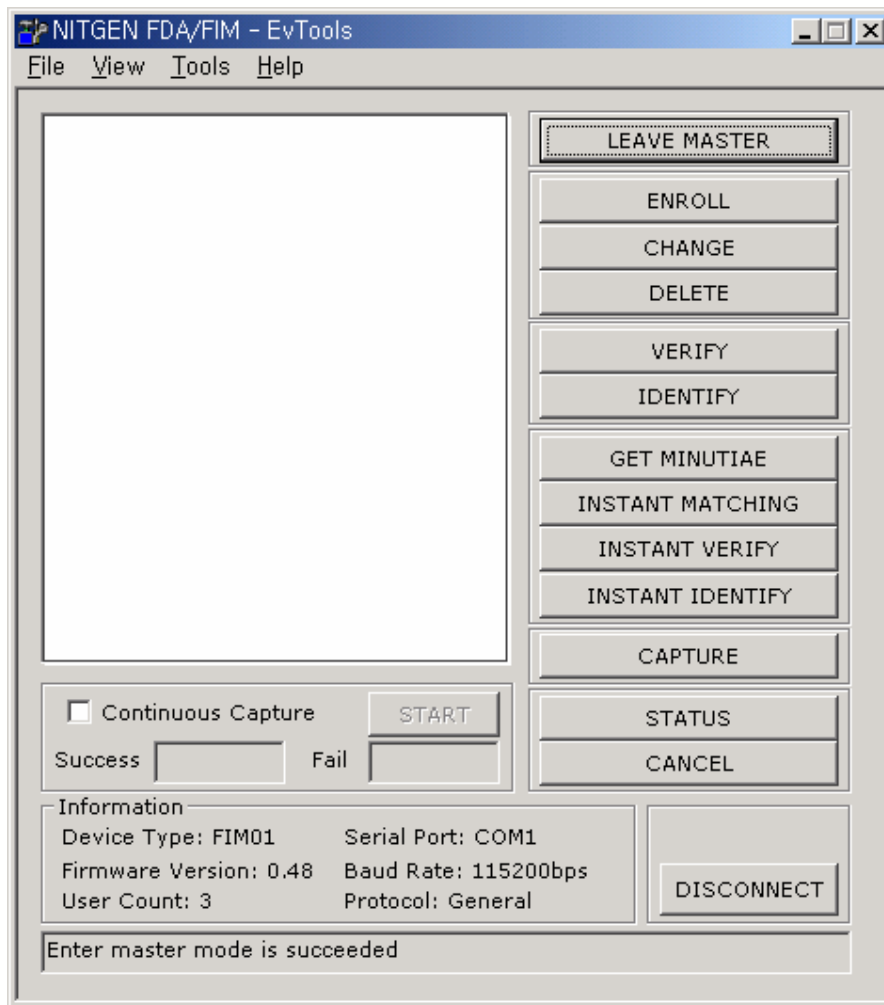 NITGEN FDA/FIM - EvTools
File View Tools Help
LEAVE MASTER
ENROLL
CHANGE
DELETE
VERIFY
IDENTIFY
GET MINUTIAE
INSTANT MATCHING
INSTANT VERIFY
INSTANT IDENTIFY
CAPTURE
STATUS
CANCEL
Continuous Capture START
Success Fail
Information
Device Type: FIM01 Serial Port: COM1
Firmware Version: 0.48 Baud Rate: 115200bps
User Count: 3 Protocol: General
DISCONNECT
Enter master mode is succeeded